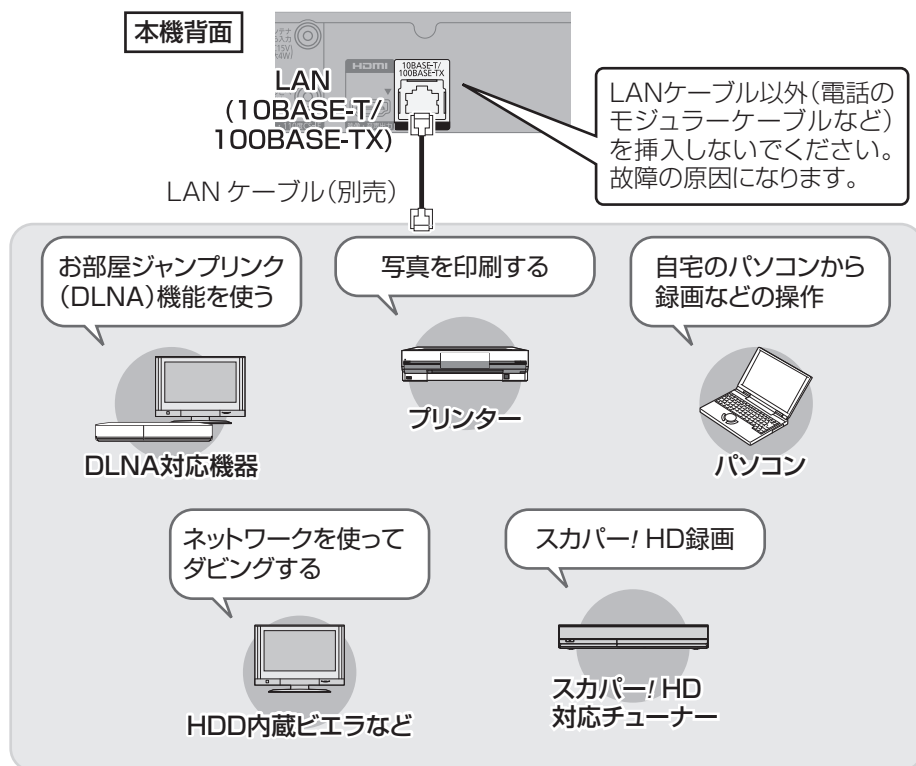 本機背面
HDMI
10BASE-T/
100BASE-TX
LAN
(10BASE-T/
100BASE-TX)
LANケーブル以外（電話の
モジュラーケーブルなど）
を挿入しないでください。
故障の原因になります。
LAN ケーブル（別売）
お部屋ジャンプリンク
（DLNA）機能を使う
写真を印刷する
自宅のパソコンから
録画などの操作
DLNA対応機器
プリンター
パソコン
ネットワークを使って
ダビングする
スカパー! HD録画
HDD内蔵ビエラなど
スカパー! HD
対応チューナー